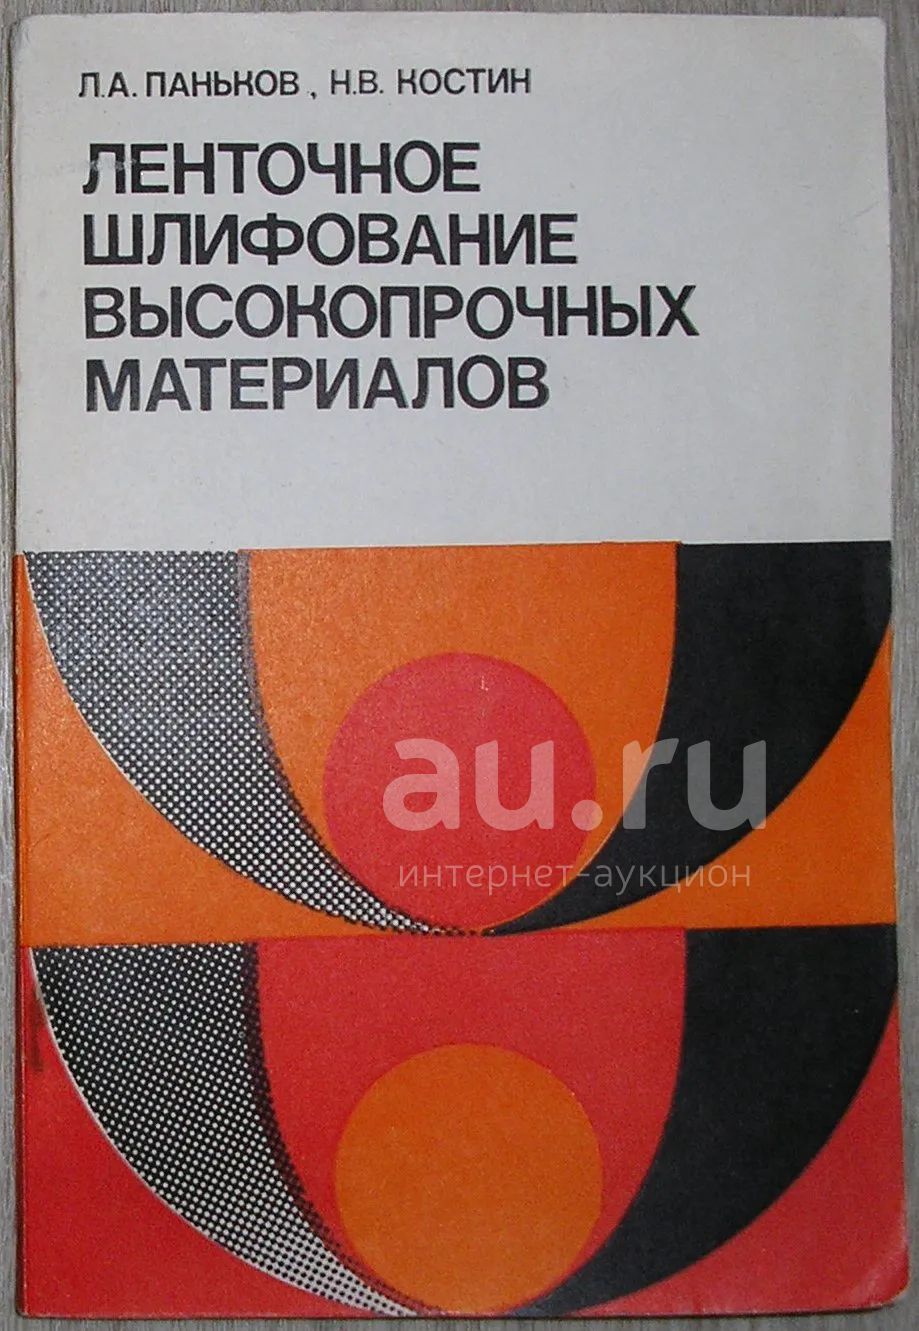 Л.А. ПАНЬКОВ, Н.В. КОСТИН
ЛЕНТОЧНОЕ
ШЛИФОВАНИЕ
ВЫСОКОПРОЧНЫХ
МАТЕРИАЛОВ
au.ru
интернет-аукцион